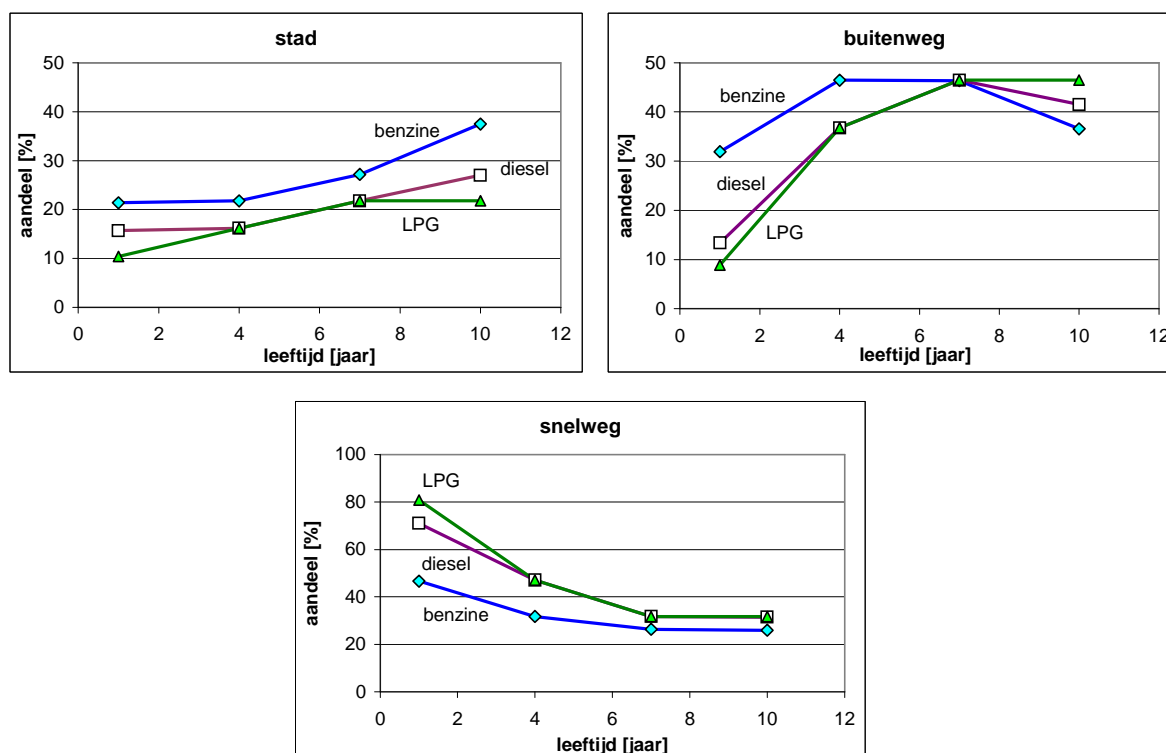 stad
50
40
30
20
10
0
0 2 4 6 8 10 12
aandeel [%]
leeftijd [jaar]
benzine
diesel
LPG
buitenweg
50
40
30
20
10
0
0 2 4 6 8 10 12
aandeel [%]
leeftijd [jaar]
benzine
diesel
LPG
snelweg
100
80
60
40
20
0
0 2 4 6 8 10 12
aandeel [%]
leeftijd [jaar]
LPG
diesel
benzine